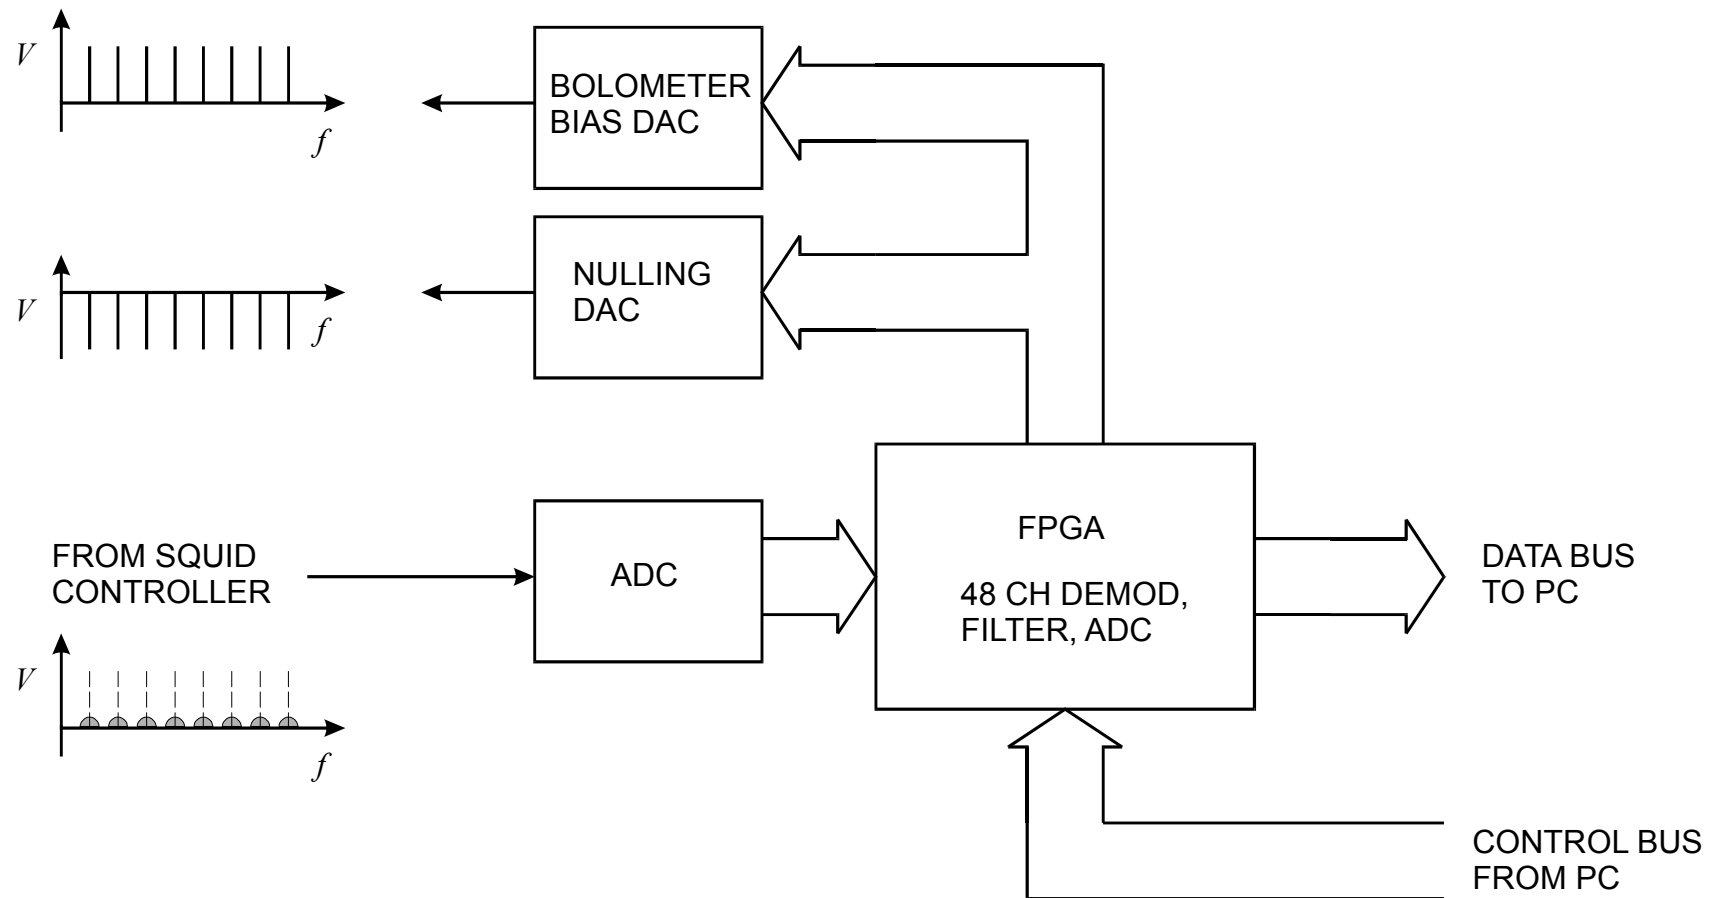 V
f
BOLOMETER
BIAS DAC
V
f
NULLING
DAC
FROM SQUID
CONTROLLER
ADC
FPGA
48 CH DEMOD,
FILTER, ADC
DATA BUS
TO PC
V
f
CONTROL BUS
FROM PC